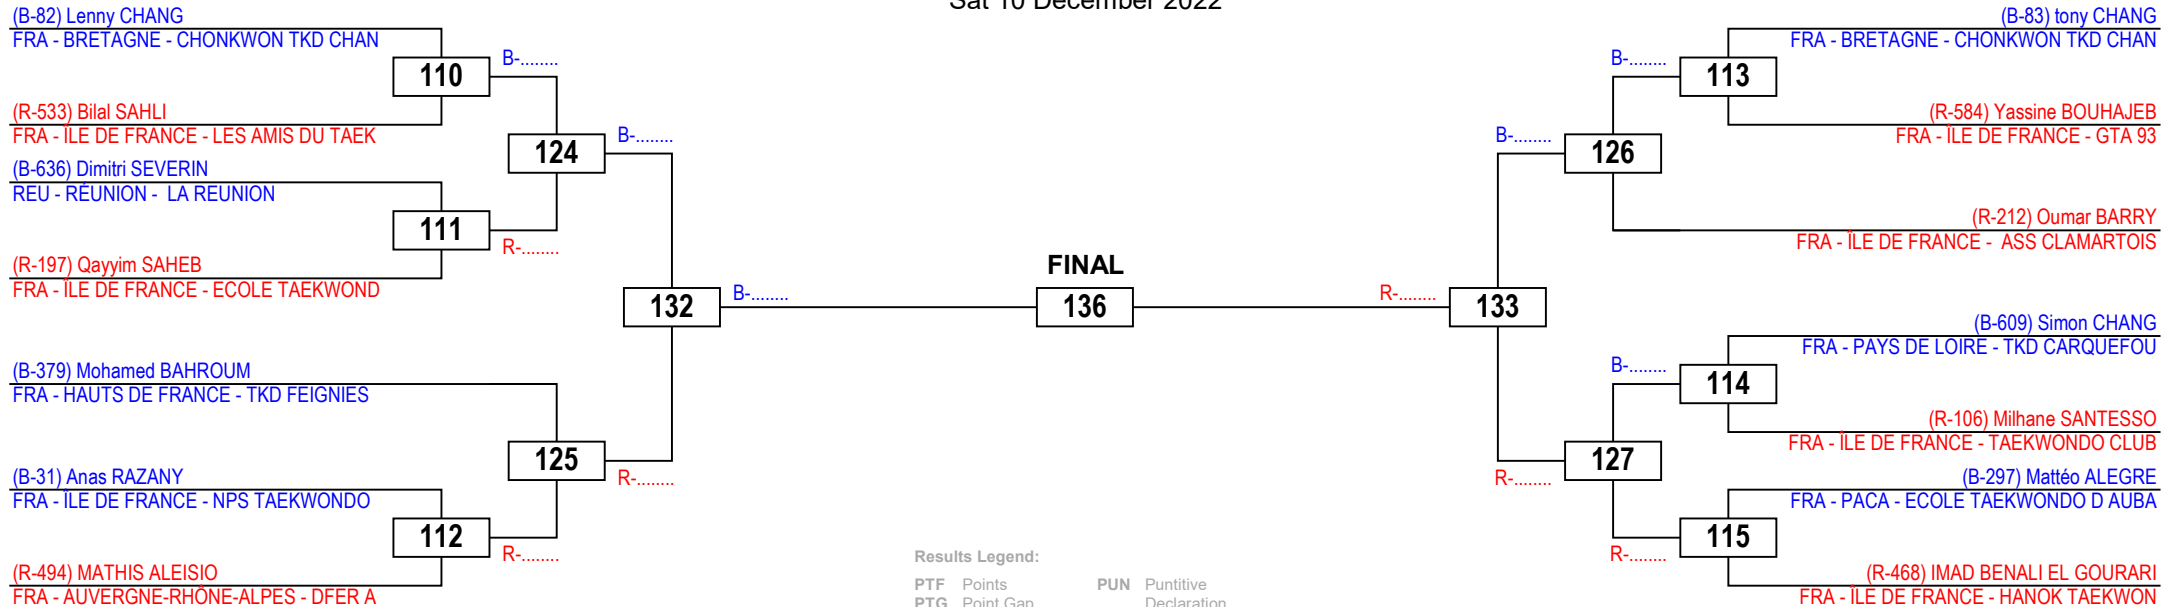 Sat 10 December 2022
(B-82) Lenny CHANG
FRA - BRETAGNE - CHONKWON TKD CHAN
110
B-........
(R-533) Bilal SAHLI
FRA - ÎLE DE FRANCE - LES AMIS DU TAEK
124
B-........
(B-636) Dimitri SEVERIN
REU - RÉUNION - LA REUNION
111
R-........
(R-197) Qayyim SAHEB
FRA - ÎLE DE FRANCE - ECOLE TAEKWOND
132
B-........
(B-379) Mohamed BAHROUM
FRA - HAUTS DE FRANCE - TKD FEIGNIES
125
R-........
(B-31) Anas RAZANY
FRA - ÎLE DE FRANCE - NPS TAEKWONDO
112
R-........
(R-494) MATHIS ALEISIO
FRA - AUVERGNE-RHÔNE-ALPES - DFER A
FINAL
136
(B-83) tony CHANG
FRA - BRETAGNE - CHONKWON TKD CHAN
B-........
113
(R-584) Yassine BOUHAJEB
FRA - ÎLE DE FRANCE - GTA 93
B-........
126
(R-212) Oumar BARRY
FRA - ÎLE DE FRANCE - ASS CLAMARTOIS
R-........
133
(B-609) Simon CHANG
FRA - PAYS DE LOIRE - TKD CARQUEFOU
B-........
114
(R-106) Milhane SANTESSO
FRA - ÎLE DE FRANCE - TAEKWONDO CLUB
R-........
127
(B-297) Mattéo ALEGRE
FRA - PACA - ECOLE TAEKWONDO D AUBA
R-........
115
(R-468) IMAD BENALI EL GOURARI
FRA - ÎLE DE FRANCE - HANOK TAEKWON
Results Legend:
PTF Points PUN Puntitive
PTG Point Gap Declaration